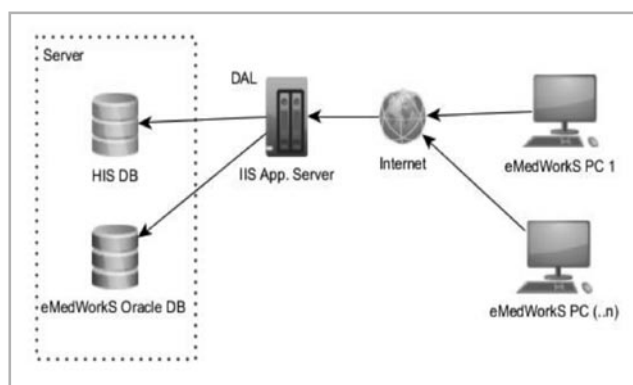 Server
DAL
HIS DB
IIS App. Server
Internet
eMedWorkS PC 1
eMedWorkS Oracle DB
eMedWorkS PC (..n)